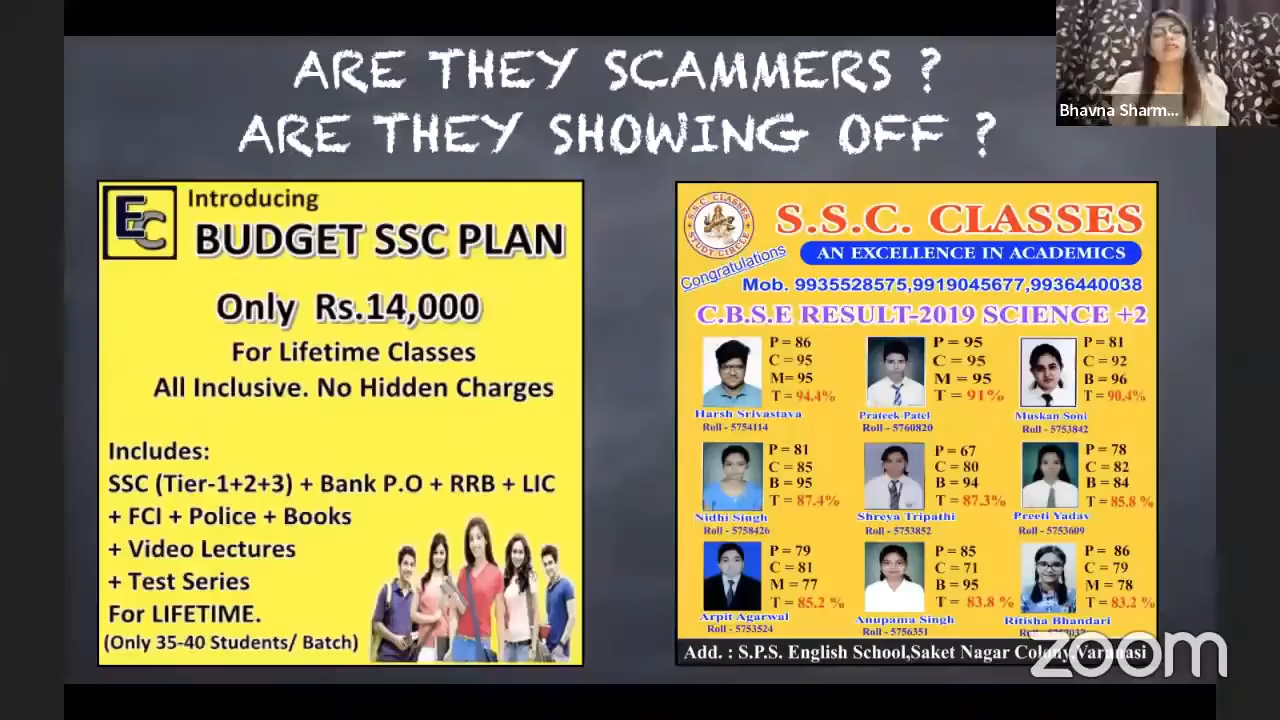 ARE THEY SCAMMERS ?
ARE THEY SHOWING OFF ?
Bhavna Sharm...
EC
Introducing
BUDGET SSC PLAN
Only Rs.14,000
For Lifetime Classes
All Inclusive. No Hidden Charges
Includes:
SSC (Tier-1+2+3) + Bank P.O + RRB + LIC
+ FCI + Police + Books
+ Video Lectures
+ Test Series
For LIFETIME.
(Only 35-40 Students/ Batch)
S.S.C. CLASSES
STUDY CIRCLE
S.S.C. CLASSES
AN EXCELLENCE IN ACADEMICS
Congratulations
Mob. 9935528575,9919045677,9936440038
C.B.S.E RESULT-2019 SCIENCE +2
P = 86
C = 95
M= 95
T = 94.4%
Harsh Srivastava
Roll - 5754114
P = 95
C = 95
M = 95
T = 91%
Prateek Patel
Roll - 5760820
P = 81
C = 92
B = 96
T = 90.4%
Muskan Soni
Roll - 5753842
P = 81
C = 85
B = 95
T = 87.4%
Nidhi Singh
Roll - 5758426
P = 67
C = 80
B = 94
T = 87.3%
Shreya Tripathi
Roll - 5753852
P = 78
C = 82
B = 84
T = 85.8 %
Preeti Yadav
Roll - 5753609
P = 79
C = 81
M = 77
T = 85.2 %
Arpit Agarwal
Roll - 5753524
P = 85
C = 71
B = 95
T = 83.8 %
Anupama Singh
Roll - 5756351
P = 86
C = 79
M = 78
T = 83.2 %
Ritisha Bhandari
Add. : S.P.S. English School,Saket Nagar Colony,Varanasi
zoom